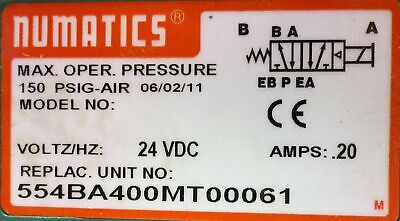 NUMATICS®
B B A A
EB P EA
MAX. OPER. PRESSURE
150 PSIG-AIR 06/02/11
MODEL NO:
CE
VOLTZ/HZ: 24 VDC AMPS: .20
REPLAC. UNIT NO:
554BA400MT00061
M